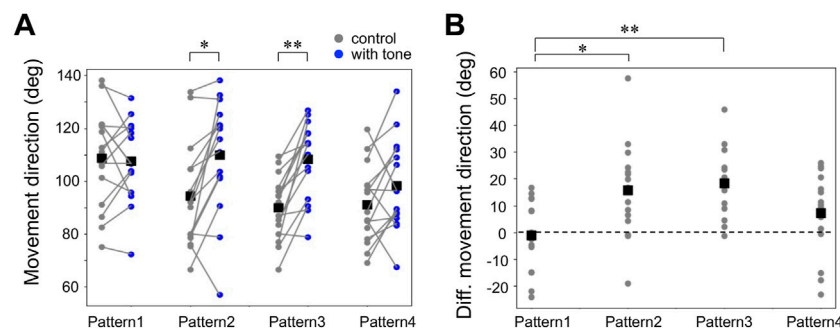 A
B
* ** control
with tone
** *
Movement direction (deg)
140
120
100
80
60
Pattern1 Pattern2 Pattern3 Pattern4
Diff. movement direction (deg)
60
50
40
30
20
10
0
-10
-20
Pattern1 Pattern2 Pattern3 Pattern4